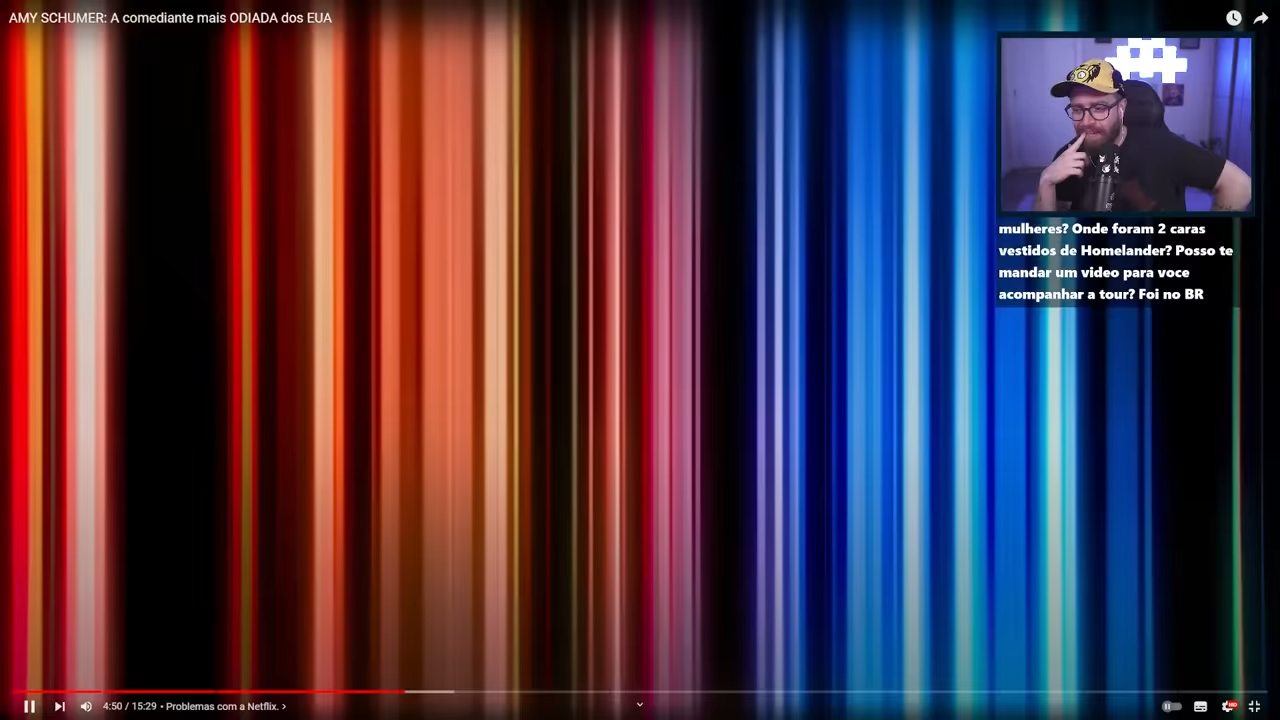 AMY SCHUMER: A comediante mais ODIADA dos EUA
mulheres? Onde foram 2 caras
vestidos de Homelander? Posso te
mandar um video para voce
acompanhar a tour? Foi no BR
4:50 / 15:29 • Problemas com a Netflix. ›
HD